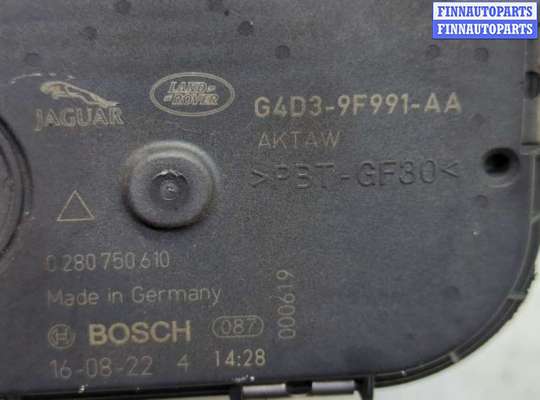 FINNAUTOPARTS
FINNAUTOPARTS
FINNAUTOPARTS
JAGUAR
LAND ROVER
G4D3-9F991-AA
AKTAW
>PBT-GF30<
0 280 750 610
Made in Germany
000619
BOSCH 087
16-08-22 4 14:28